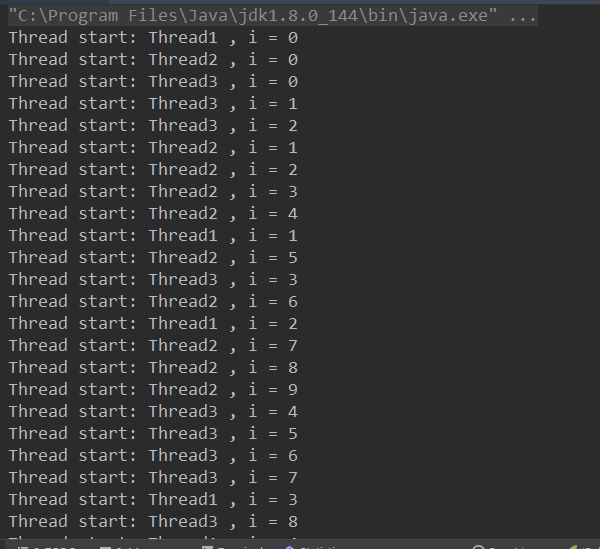 "C:\Program Files\Java\jdk1.8.0_144\bin\java.exe" ...
Thread start: Thread1 , i = 0
Thread start: Thread2 , i = 0
Thread start: Thread3 , i = 0
Thread start: Thread3 , i = 1
Thread start: Thread3 , i = 2
Thread start: Thread2 , i = 1
Thread start: Thread2 , i = 2
Thread start: Thread2 , i = 3
Thread start: Thread2 , i = 4
Thread start: Thread1 , i = 1
Thread start: Thread2 , i = 5
Thread start: Thread3 , i = 3
Thread start: Thread2 , i = 6
Thread start: Thread1 , i = 2
Thread start: Thread2 , i = 7
Thread start: Thread2 , i = 8
Thread start: Thread2 , i = 9
Thread start: Thread3 , i = 4
Thread start: Thread3 , i = 5
Thread start: Thread3 , i = 6
Thread start: Thread3 , i = 7
Thread start: Thread1 , i = 3
Thread start: Thread3 , i = 8